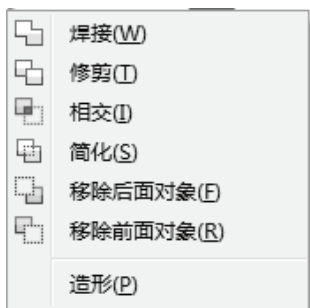 焊接(W)
修剪(T)
相交(I)
简化(S)
移除后面对象(F)
移除前面对象(R)
造形(P)